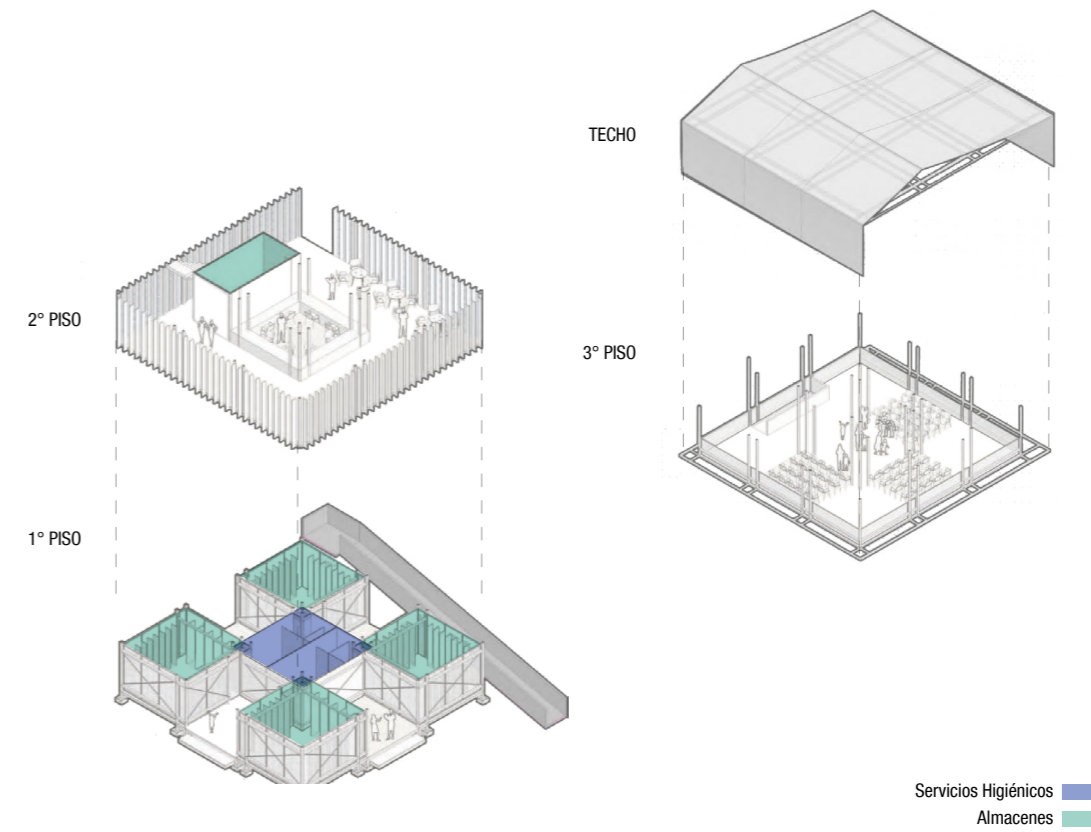 TECHO
2° PISO
3° PISO
1° PISO
Servicios Higiénicos
Almacenes